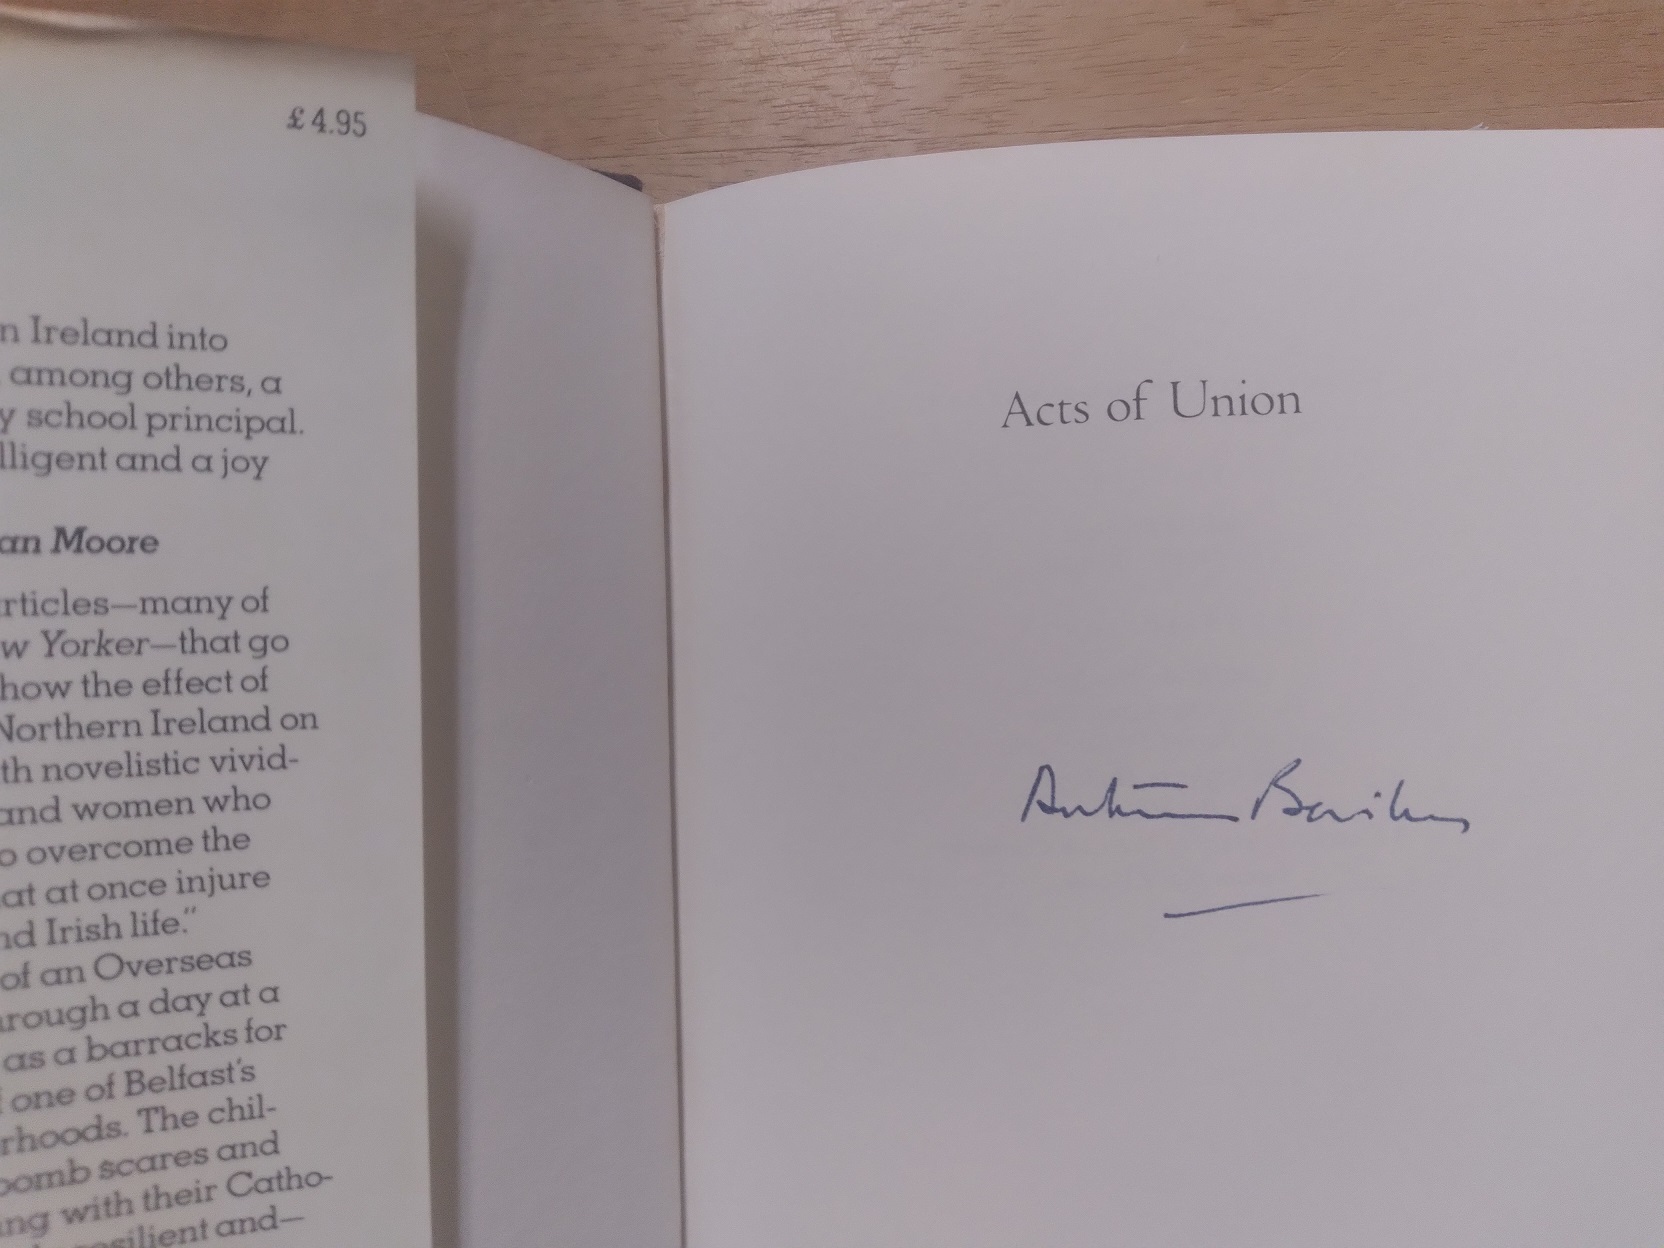 £4.95
n Ireland into
among others, a
y school principal.
lligent and a joy
an Moore
rticles—many of
w Yorker—that go
how the effect of
Northern Ireland on
th novelistic vivid-
and women who
o overcome the
at at once injure
nd Irish life."
of an Overseas
rough a day at a
as a barracks for
one of Belfast's
rhoods. The chil-
bomb scares and
ng with their Catho-
esilient and—
Acts of Union